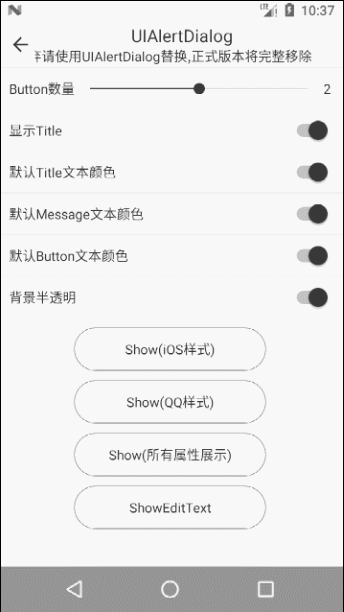 10:37
UIAlertDialog
请使用UIAlertDialog替换,正式版本将完整移除
Button数量 2
显示Title
默认Title文本颜色
默认Message文本颜色
默认Button文本颜色
背景半透明
Show(iOS样式)
Show(QQ样式)
Show(所有属性展示)
ShowEditText